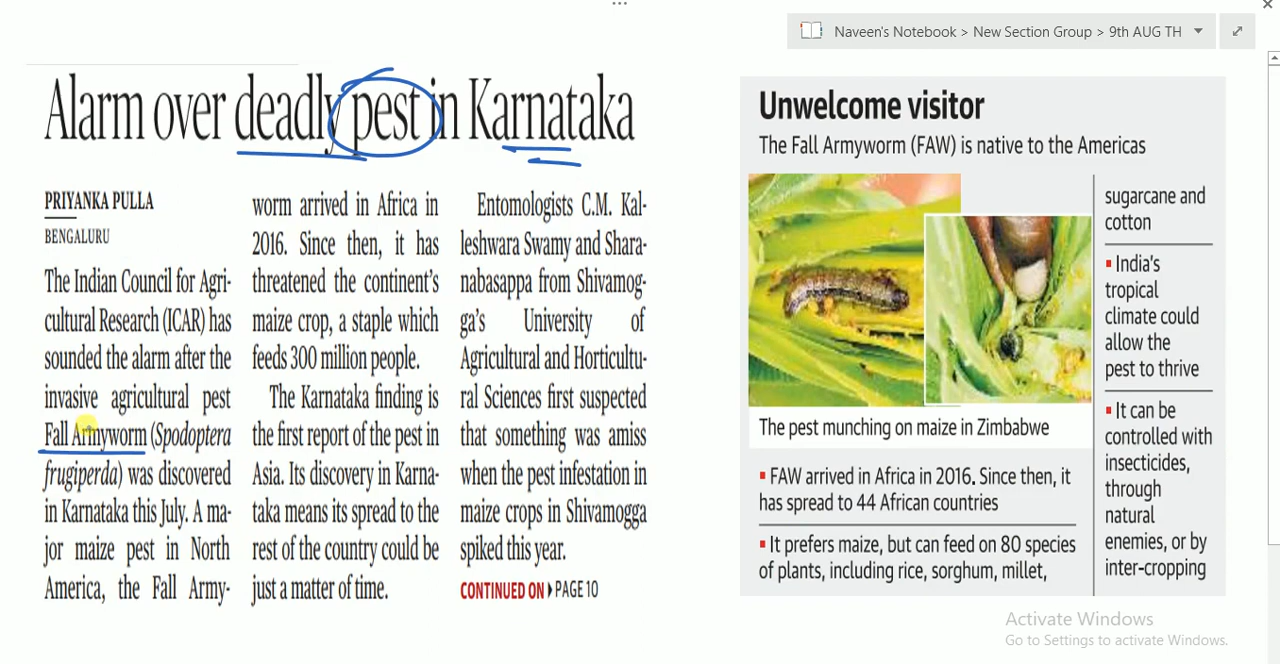 Naveen's Notebook > New Section Group > 9th AUG TH
Alarm over deadly pest in Karnataka
PRIYANKA PULLA
BENGALURU
The Indian Council for Agri-
cultural Research (ICAR) has
sounded the alarm after the
invasive agricultural pest
Fall Armyworm (Spodoptera
frugiperda) was discovered
in Karnataka this July. A ma-
jor maize pest in North
America, the Fall Army-
worm arrived in Africa in
2016. Since then, it has
threatened the continent's
maize crop, a staple which
feeds 300 million people.
The Karnataka finding is
the first report of the pest in
Asia. Its discovery in Karna-
taka means its spread to the
rest of the country could be
just a matter of time.
Entomologists C.M. Kal-
leshwara Swamy and Shara-
nabasappa from Shivamog-
ga's University of
Agricultural and Horticultu-
ral Sciences first suspected
that something was amiss
when the pest infestation in
maize crops in Shivamogga
spiked this year.
CONTINUED ON PAGE 10
Unwelcome visitor
The Fall Armyworm (FAW) is native to the Americas
The pest munching on maize in Zimbabwe
FAW arrived in Africa in 2016. Since then, it
has spread to 44 African countries
It prefers maize, but can feed on 80 species
of plants, including rice, sorghum, millet,
sugarcane and
cotton
India's
tropical
climate could
allow the
pest to thrive
It can be
controlled with
insecticides,
through
natural
enemies, or by
inter-cropping
Activate Windows
Go to Settings to activate Windows.